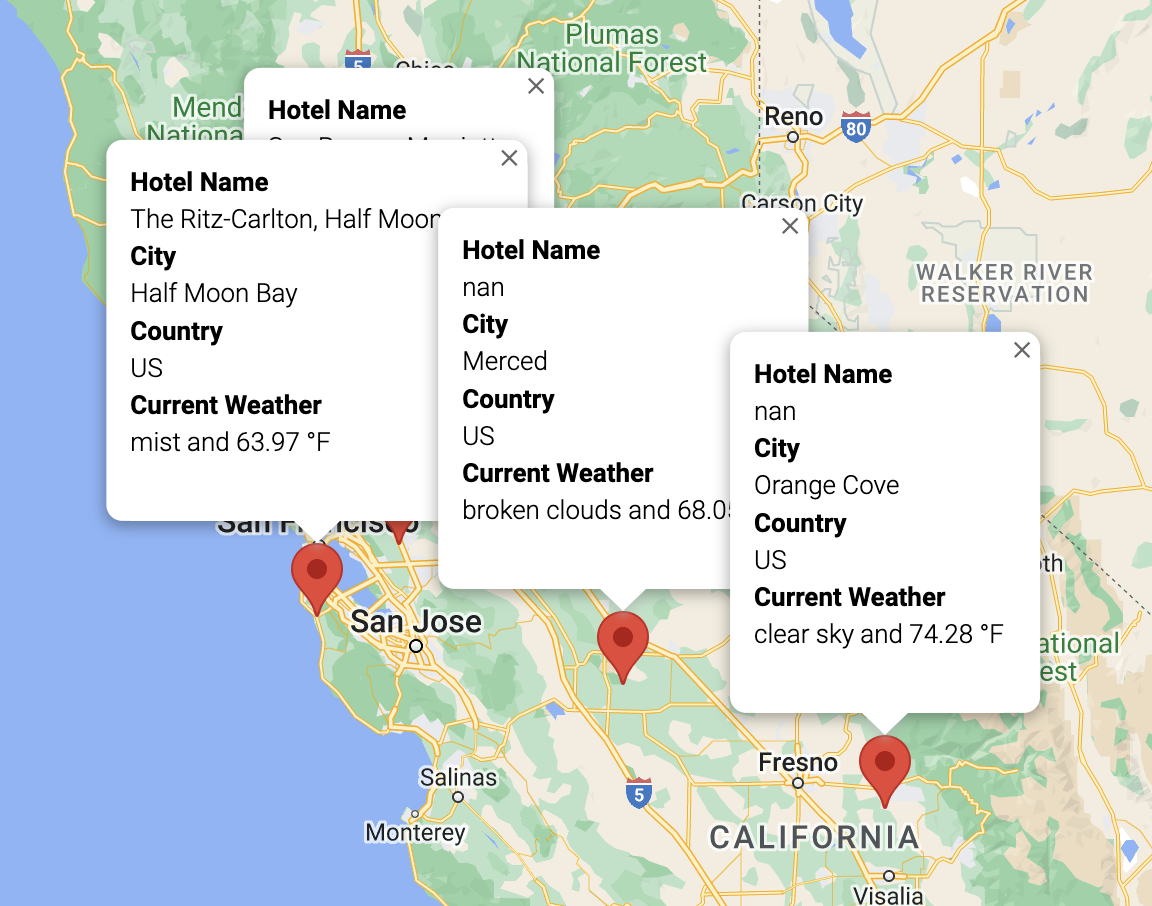 Plumas
National Forest
5
Chico
Mend
Nationa
Reno
80
Carson City
WALKER RIVER
RESERVATION
Hotel Name
Hotel Name
The Ritz-Carlton, Half Moon
City
Half Moon Bay
Country
US
Current Weather
mist and 63.97 °F
Hotel Name
nan
City
Merced
Country
US
Current Weather
broken clouds and 68.05
Hotel Name
nan
City
Orange Cove
Country
US
Current Weather
clear sky and 74.28 °F
San Francisco
San Jose
oth
ational
est
Salinas
Monterey
5
Fresno
CALIFORNIA
Visalia